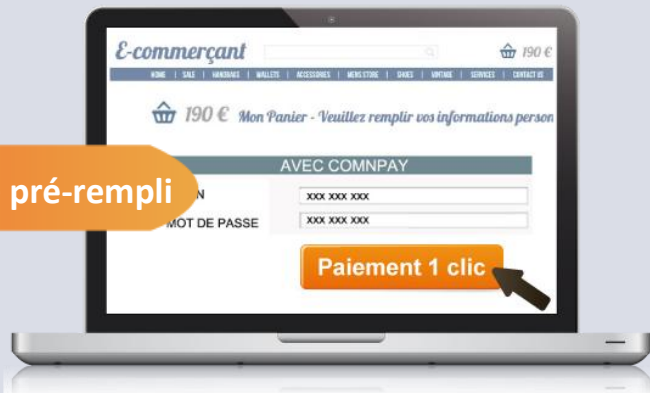 E-commerçant
190 €
HOME | SALE | HANDBAGS | WALLETS | ACCESSORIES | MENS STORE | SHOES | VINTAGE | SERVICES | CONTACT US
190 € Mon Panier - Veuillez remplir vos informations person
AVEC COMNPAY
pré-rempli
N
xxx xxx xxx
MOT DE PASSE
xxx xxx xxx
Paiement 1 clic